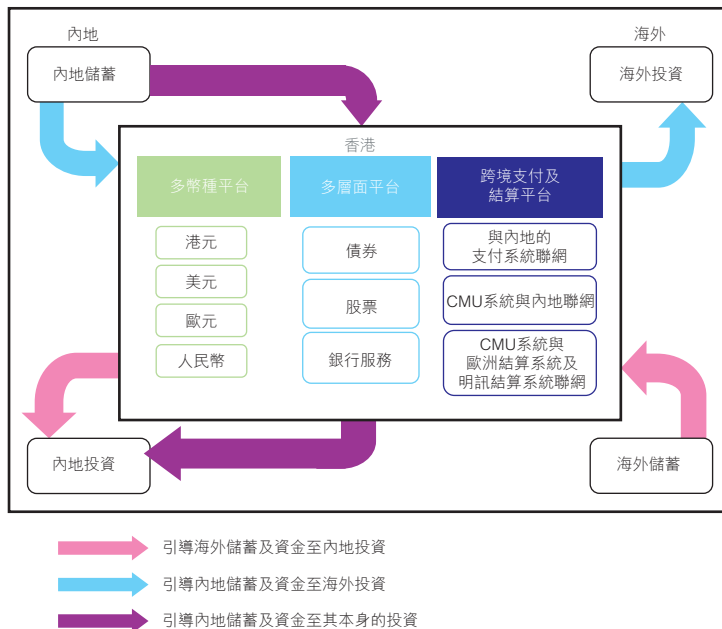 內地
海外
內地儲蓄
海外投資
香港
多幣種平台
多層面平台
跨境支付及
結算平台
港元
美元
歐元
人民幣
債券
股票
銀行服務
與內地的
支付系統聯網
CMU系統與內地聯網
CMU系統與
歐洲結算系統及
明訊結算系統聯網
內地投資
海外儲蓄
引導海外儲蓄及資金至內地投資
引導內地儲蓄及資金至海外投資
引導內地儲蓄及資金至其本身的投資